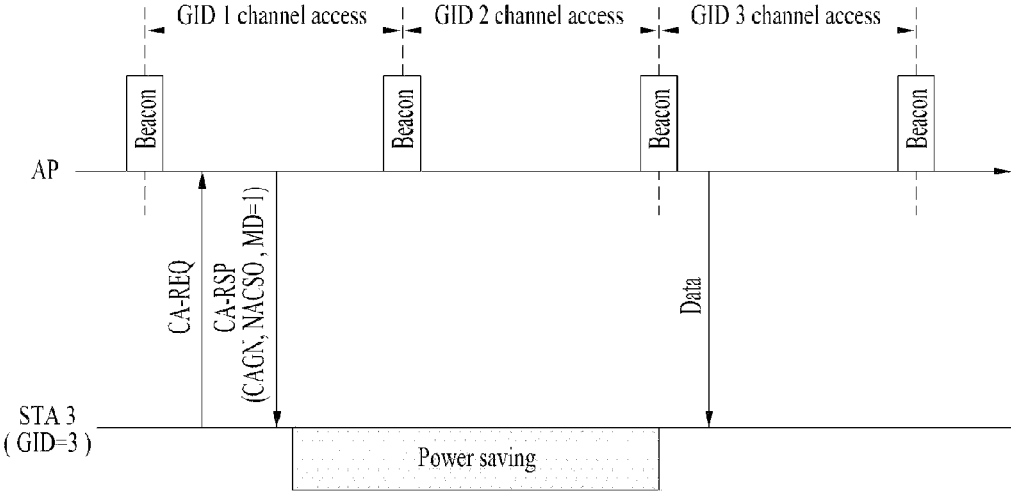 GID 1 channel access
GID 2 channel access
GID 3 channel access
Beacon
Beacon
Beacon
Beacon
AP
CA-REQ
CA-RSP
(CAGN, NACSO , MD=1)
Data
STA 3
( GID=3 )
Power saving